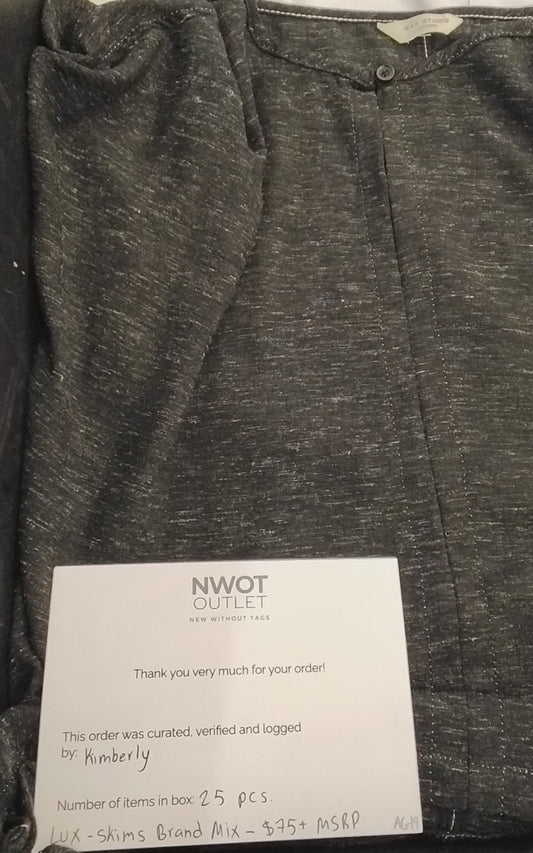 STUDIO
NWOT
OUTLET
NEW WITHOUT TAGS
Thank you very much for your order!
This order was curated, verified and logged
by: Kimberly
Number of items in box: 25 pcs.
Lux - Skims Brand Mix - $75+ MSRP
AG19